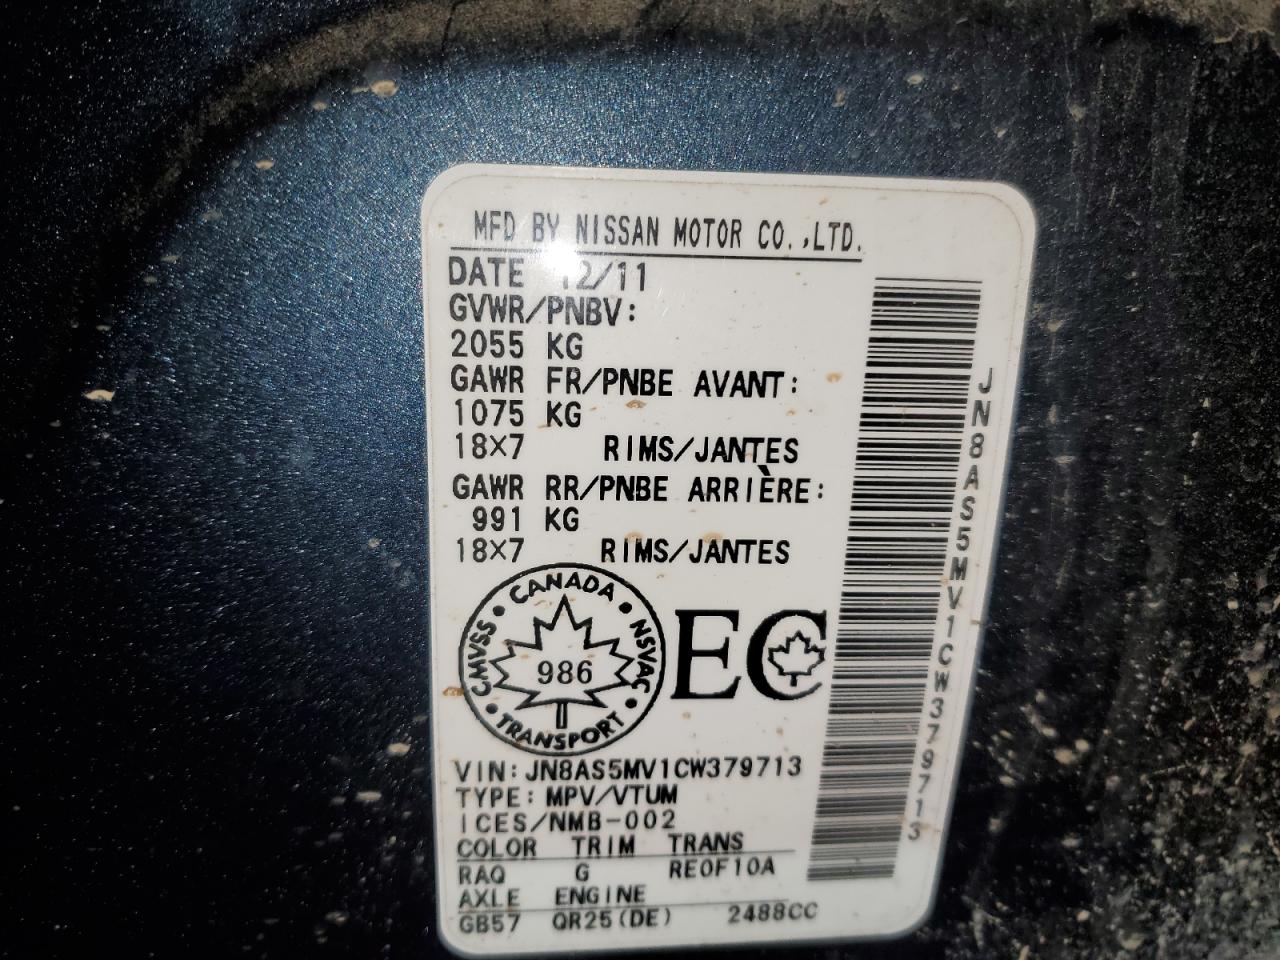 MFD BY NISSAN MOTOR CO.,LTD.
DATE 12/11
GVWR/PNBV:
2055 KG
GAWR FR/PNBE AVANT:
1075 KG
18×7 RIMS/JANTES
GAWR RR/PNBE ARRIÈRE:
991 KG
18×7 RIMS/JANTES
CANADA
CMVSS
NSVAC
986
TRANSPORT
EC
VIN:JN8AS5MV1CW379713
TYPE:MPV/VTUM
ICES/NMB-002
COLOR TRIM TRANS
RAQ G RE0F10A
AXLE ENGINE
GB57 QR25(DE) 2488CC
JN8AS5MV1CW379713